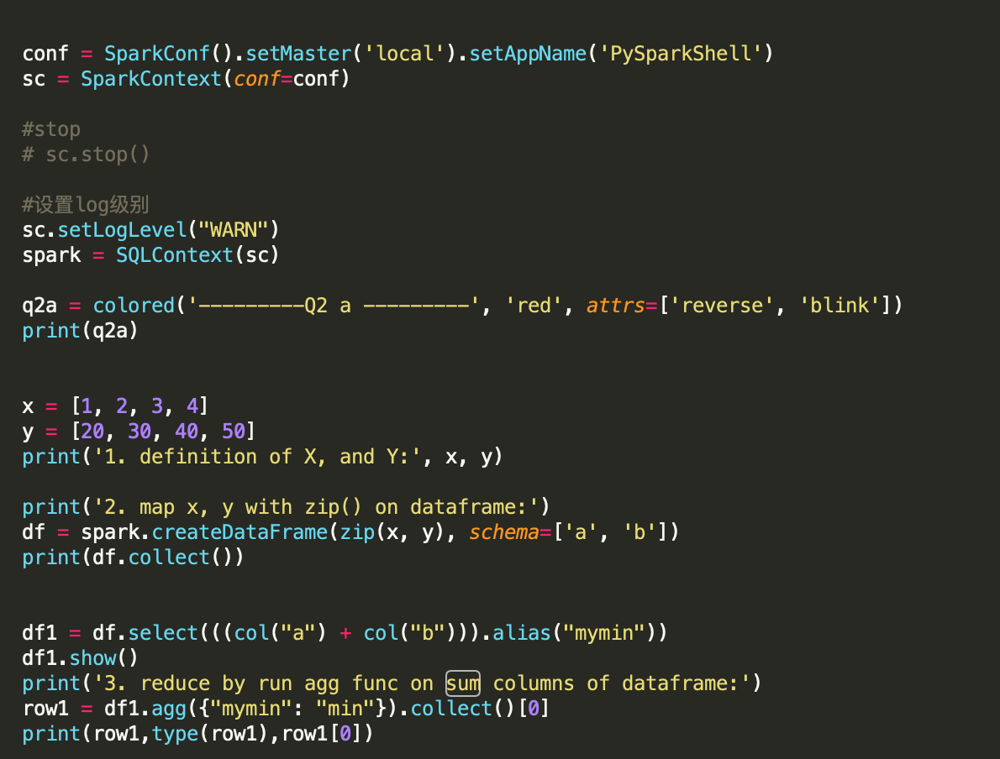 conf = SparkConf().setMaster('local').setAppName('PySparkShell')
sc = SparkContext(conf=conf)
#stop
# sc.stop()
#设置log级别
sc.setLogLevel("WARN")
spark = SQLContext(sc)
q2a = colored('—————————Q2 a —————————', 'red', attrs=['reverse', 'blink'])
print(q2a)
x = [1, 2, 3, 4]
y = [20, 30, 40, 50]
print('1. definition of X, and Y:', x, y)
print('2. map x, y with zip() on dataframe:')
df = spark.createDataFrame(zip(x, y), schema=['a', 'b'])
print(df.collect())
df1 = df.select(((col("a") + col("b"))).alias("mymin"))
df1.show()
print('3. reduce by run agg func on sum columns of dataframe:')
row1 = df1.agg({"mymin": "min"}).collect()[0]
print(row1,type(row1),row1[0])